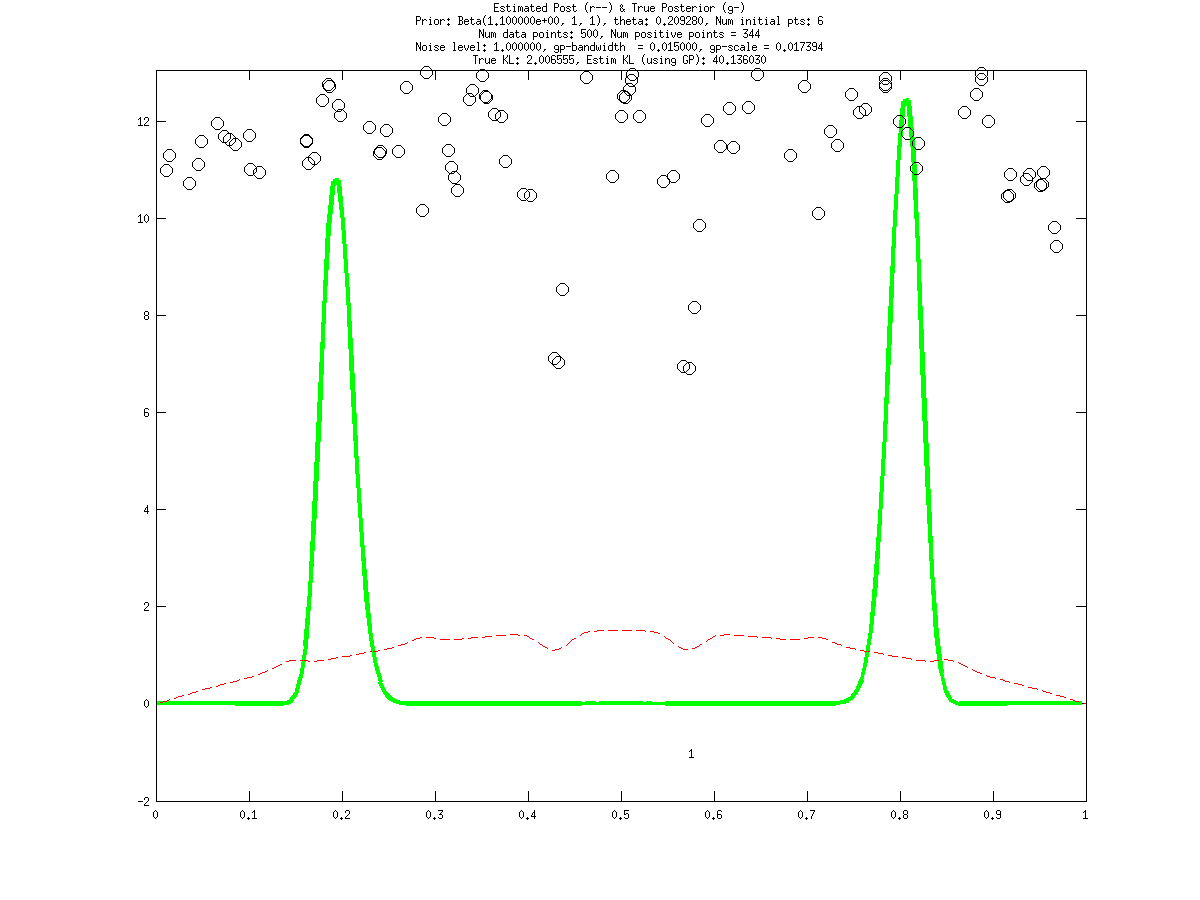 Estimated Post (r--) & True Posterior (g-)
Prior: Beta(1.100000e+00, 1, 1), theta: 0.209280, Num initial pts: 6
Num data points: 500, Num positive points = 344
Noise level: 1.000000, gp-bandwidth = 0.015000, gp-scale = 0.017394
True KL: 2.006555, Estim KL (using GP): 40.136030
12
10
8
6
4
2
0
1
-2
0 0.1 0.2 0.3 0.4 0.5 0.6 0.7 0.8 0.9 1